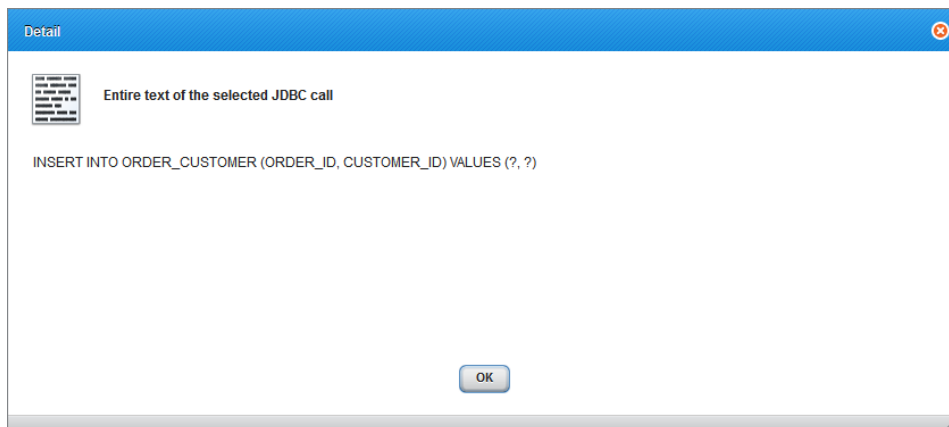 Detail
Entire text of the selected JDBC call
INSERT INTO ORDER_CUSTOMER (ORDER_ID, CUSTOMER_ID) VALUES (?, ?)
OK